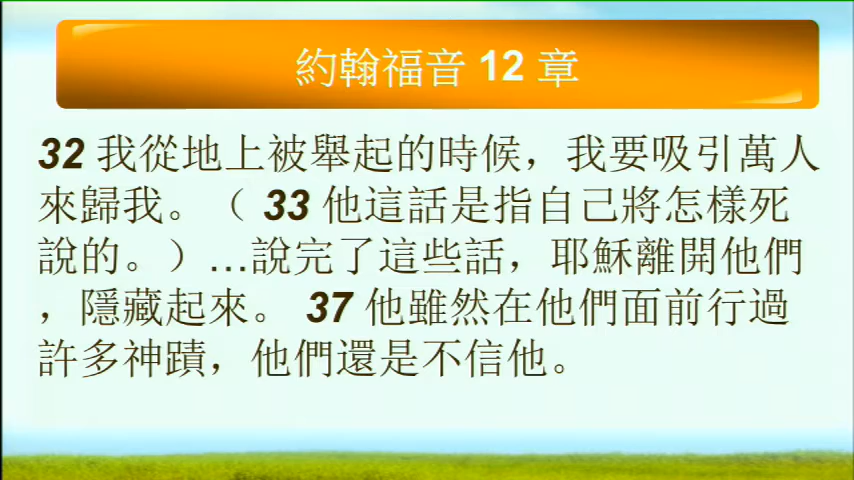 約翰福音 12 章
32 我從地上被舉起的時候，我要吸引萬人
來歸我。（ 33 他這話是指自己將怎樣死
說的。）…說完了這些話，耶穌離開他們
，隱藏起來。 37 他雖然在他們面前行過
許多神蹟，他們還是不信他。